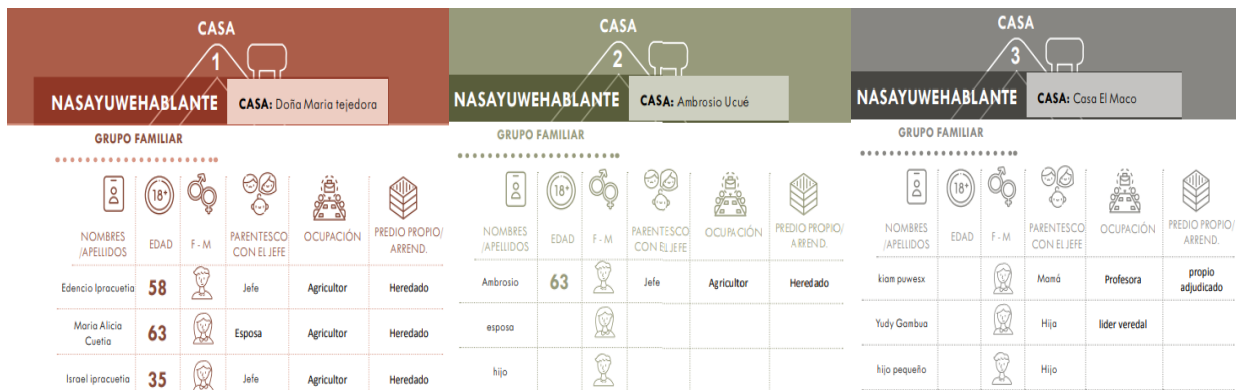 CASA
1
NASAYUWEHABLANTE
CASA: Doña Maria tejedora
GRUPO FAMILIAR
18+
NOMBRES
/APELLIDOS
EDAD
F - M
PARENTESCO
CON EL JEFE
OCUPACIÓN
PREDIO PROPIO/
ARREND.
Edencio Ipracuetia 58 Jefe Agricultor Heredado
Maria Alicia
Cuetia
63 Esposa Agricultor Heredado
Israel ipracuetia 35 Jefe Agricultor Heredado
CASA
2
NASAYUWEHABLANTE
CASA: Ambrosio Ucué
GRUPO FAMILIAR
18+
NOMBRES
/APELLIDOS
EDAD
F - M
PARENTESCO
CON EL JEFE
OCUPACIÓN
PREDIO PROPIO/
ARREND.
Ambrosio 63 Jefe Agricultor Heredado
esposa
hijo
CASA
3
NASAYUWEHABLANTE
CASA: Casa El Maco
GRUPO FAMILIAR
18+
NOMBRES
/APELLIDOS
EDAD
F - M
PARENTESCO
CON EL JEFE
OCUPACIÓN
PREDIO PROPIO/
ARREND.
kiam puwesx Mamá Profesora propio
adjudicado
Yudy Gambua Hija lider veredal
hijo pequeño Hijo